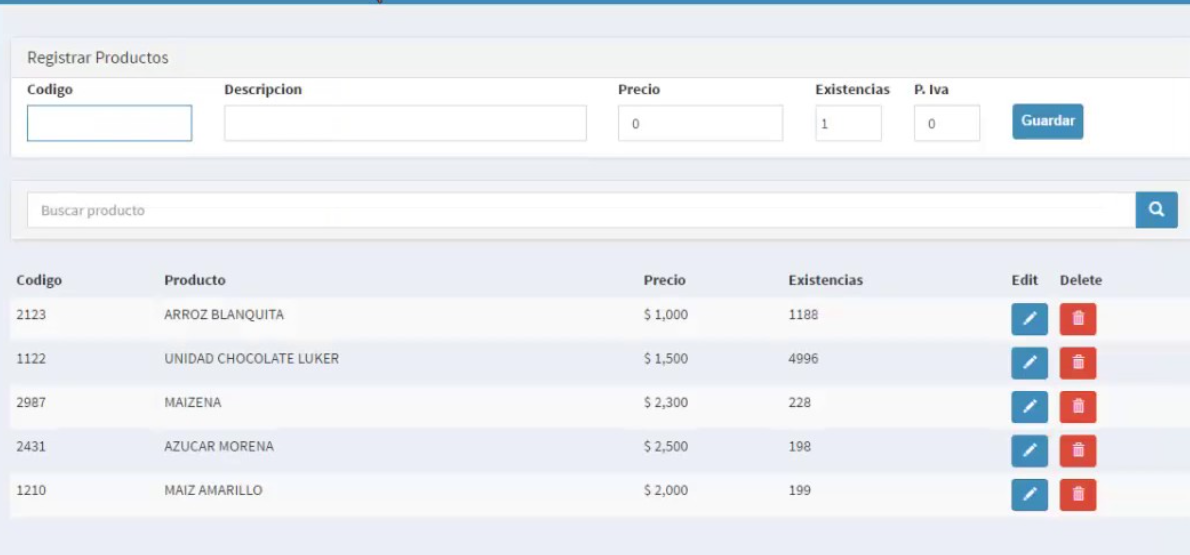 Registrar Productos
Codigo Descripcion Precio Existencias P. Iva
0 1 0 Guardar
Buscar producto
Codigo Producto Precio Existencias Edit Delete
2123 ARROZ BLANQUITA $ 1,000 1188
1122 UNIDAD CHOCOLATE LUKER $ 1,500 4996
2987 MAIZENA $ 2,300 228
2431 AZUCAR MORENA $ 2,500 198
1210 MAIZ AMARILLO $ 2,000 199